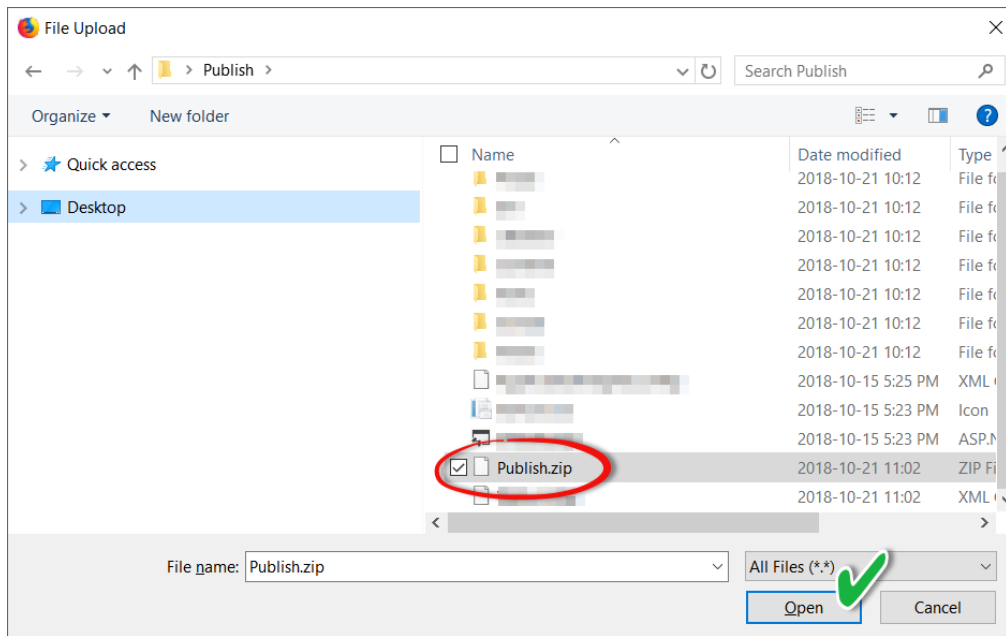 File Upload
Publish
Search Publish
Organize
New folder
Quick access
Desktop
Name Date modified Type
2018-10-21 10:12 File fo
2018-10-21 10:12 File fo
2018-10-21 10:12 File fo
2018-10-21 10:12 File fo
2018-10-21 10:12 File fo
2018-10-21 10:12 File fo
2018-10-21 10:12 File fo
2018-10-15 5:25 PM XML
2018-10-15 5:23 PM Icon
2018-10-15 5:23 PM ASP.N
Publish.zip 2018-10-21 11:02 ZIP Fi
2018-10-21 11:02 XML
File name: Publish.zip All Files (*.*)
Open Cancel